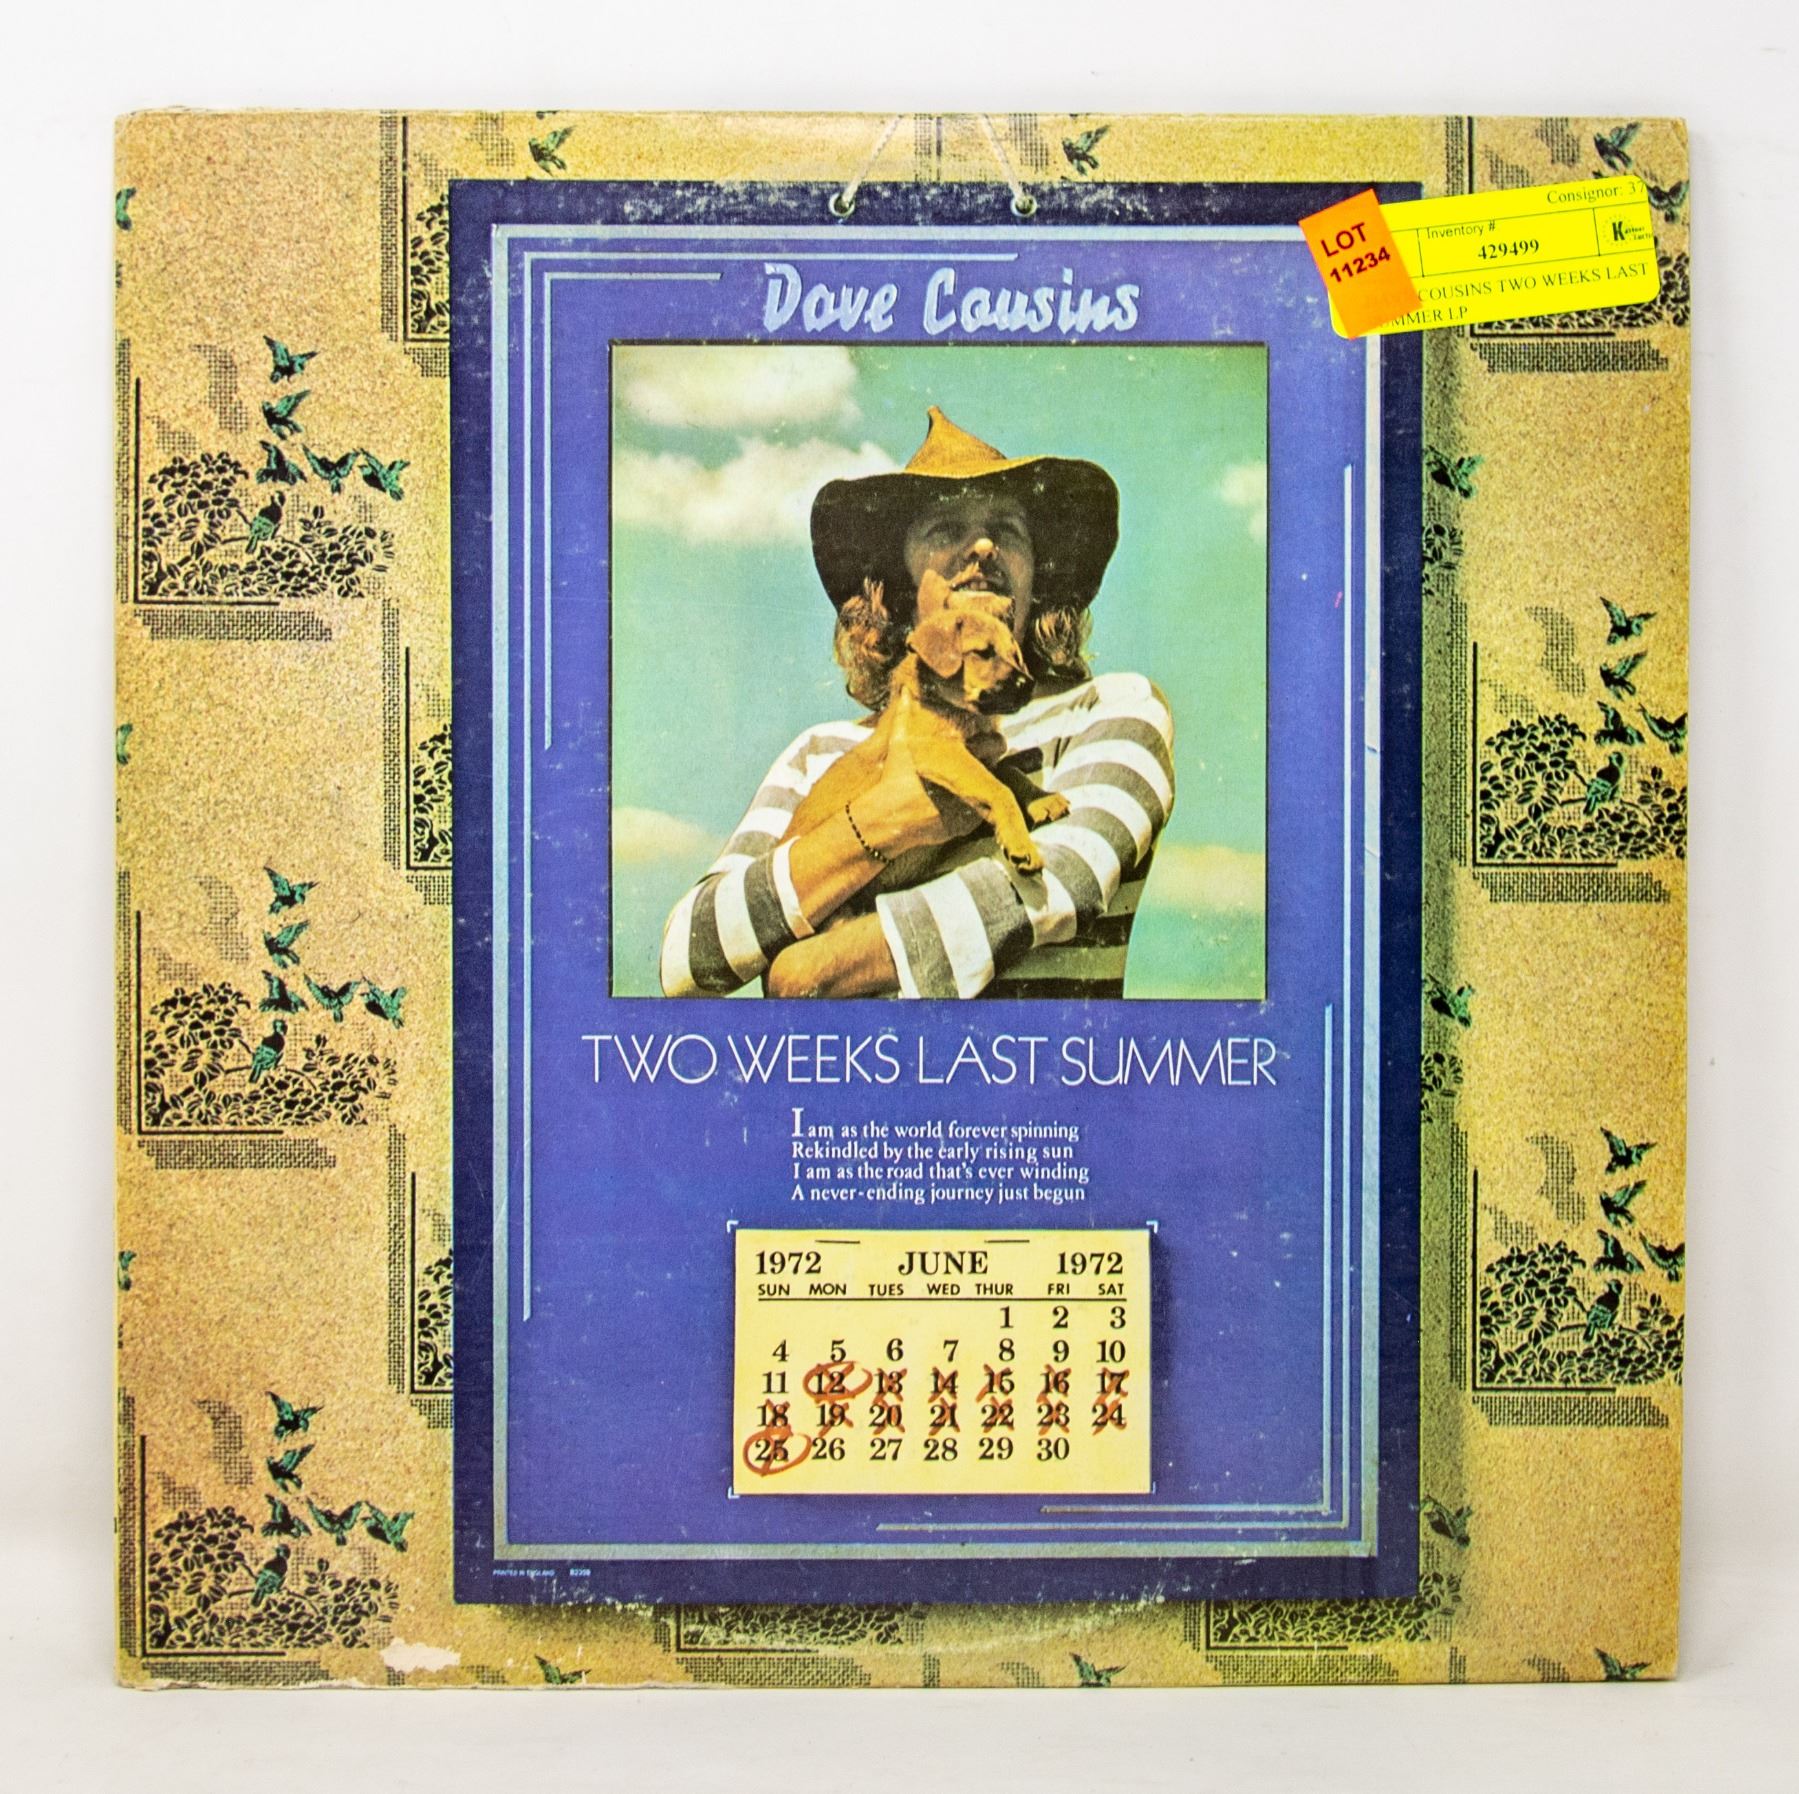 Consignor: 37
Inventory #
429499
LOT
11234
COUSINS TWO WEEKS LAST
UMMER LP
Dave Cousins
TWO WEEKS LAST SUMMER
I am as the world forever spinning
Rekindled by the early rising sun
I am as the road that's ever winding
A never-ending journey just begun
1972 JUNE 1972
SUN MON TUES WED THUR FRI SAT
1 2 3
4 5 6 7 8 9 10
11 12 13 14 15 16 17
18 19 20 21 22 23 24
25 26 27 28 29 30
PRINTED IN ENGLAND